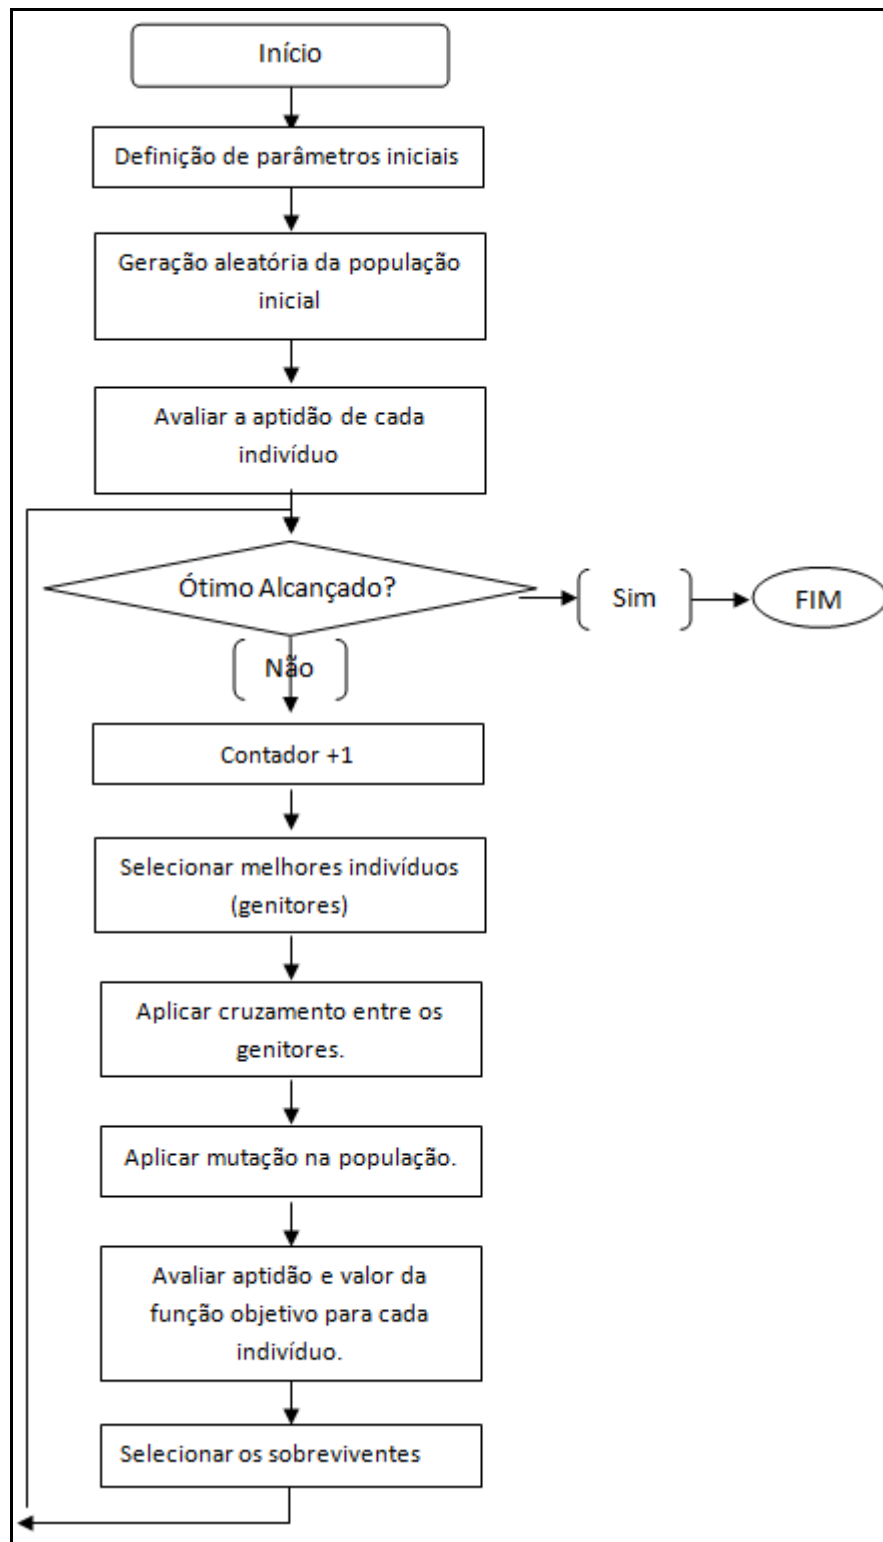 Início
Definição de parâmetros iniciais
Geração aleatória da população
inicial
Avaliar a aptidão de cada
indivíduo
Ótimo Alcançado?
Sim
FIM
Não
Contador +1
Selecionar melhores indivíduos
(genitores)
Aplicar cruzamento entre os
genitores.
Aplicar mutação na população.
Avaliar aptidão e valor da
função objetivo para cada
indivíduo.
Selecionar os sobreviventes